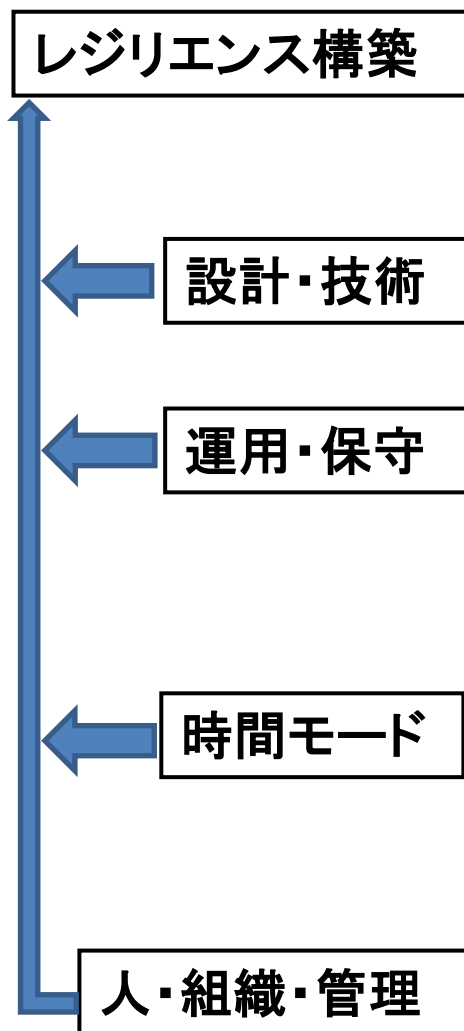 レジリエンス構築
設計・技術
運用・保守
時間モード
人・組織・管理